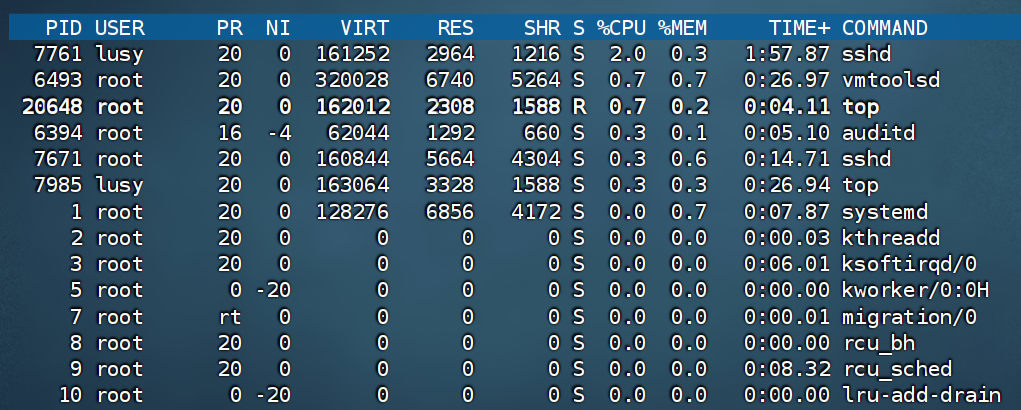 PID USER PR NI VIRT RES SHR S %CPU %MEM TIME+ COMMAND
7761 lusy 20 0 161252 2964 1216 S 2.0 0.3 1:57.87 sshd
6493 root 20 0 320028 6740 5264 S 0.7 0.7 0:26.97 vmtoolsd
20648 root 20 0 162012 2308 1588 R 0.7 0.2 0:04.11 top
6394 root 16 -4 62044 1292 660 S 0.3 0.1 0:05.10 auditd
7671 root 20 0 160844 5664 4304 S 0.3 0.6 0:14.71 sshd
7985 lusy 20 0 163064 3328 1588 S 0.3 0.3 0:26.94 top
1 root 20 0 128276 6856 4172 S 0.0 0.7 0:07.87 systemd
2 root 20 0 0 0 0 S 0.0 0.0 0:00.03 kthreadd
3 root 20 0 0 0 0 S 0.0 0.0 0:06.01 ksoftirqd/0
5 root 0 -20 0 0 0 S 0.0 0.0 0:00.00 kworker/0:0H
7 root rt 0 0 0 0 S 0.0 0.0 0:00.01 migration/0
8 root 20 0 0 0 0 S 0.0 0.0 0:00.00 rcu_bh
9 root 20 0 0 0 0 S 0.0 0.0 0:08.32 rcu_sched
10 root 0 -20 0 0 0 S 0.0 0.0 0:00.00 lru-add-drain